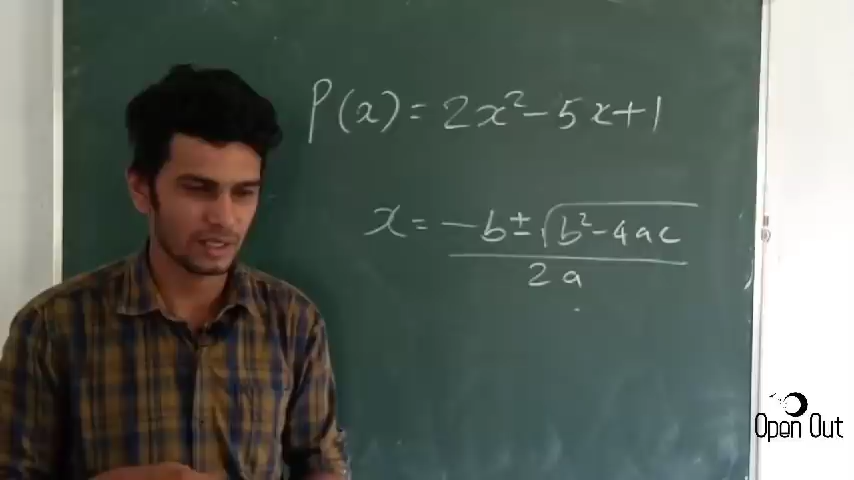 P(x) = 2x² - 5x + 1
x = -b ± √b² - 4ac
2a
Open Out